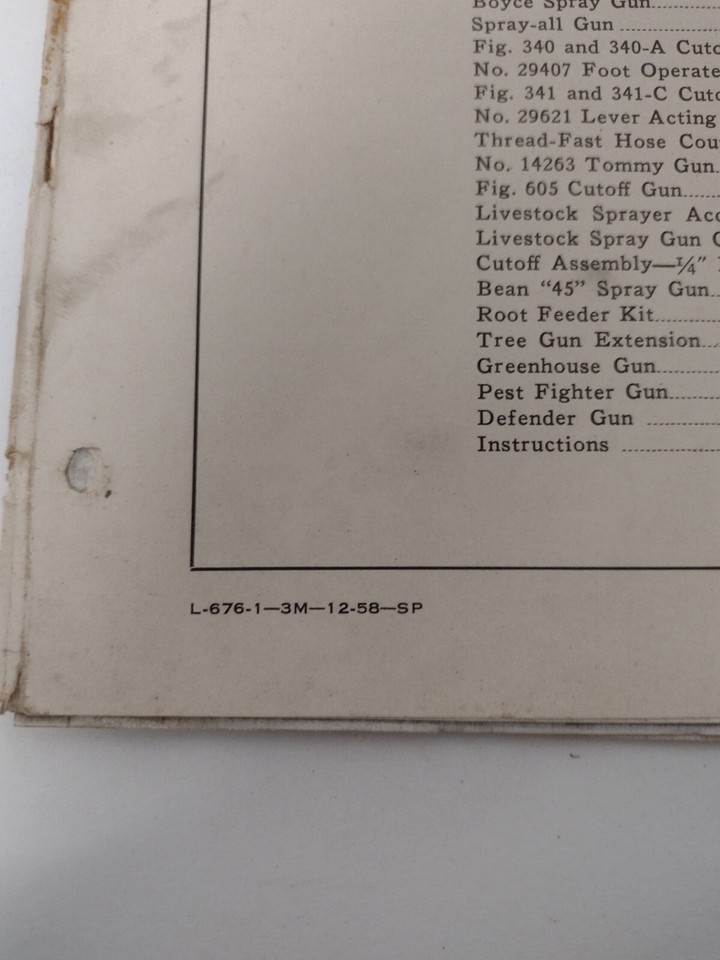 Boyce Spray Gun
Spray-all Gun
Fig. 340 and 340-A
No. 29407 Foot
Fig. 341 and 341-C
No. 29621 Lever Acting
Thread-Fast Hose
No. 14263 Tommy Gun
Fig. 605 Cutoff Gun
Livestock Sprayer
Livestock Spray Gun
Cutoff Assembly—1/4"
Bean "45" Spray Gun
Root Feeder Kit
Tree Gun Extension
Greenhouse Gun
Pest Fighter Gun
Defender Gun
Instructions
L-676-1—3M—12-58—SP